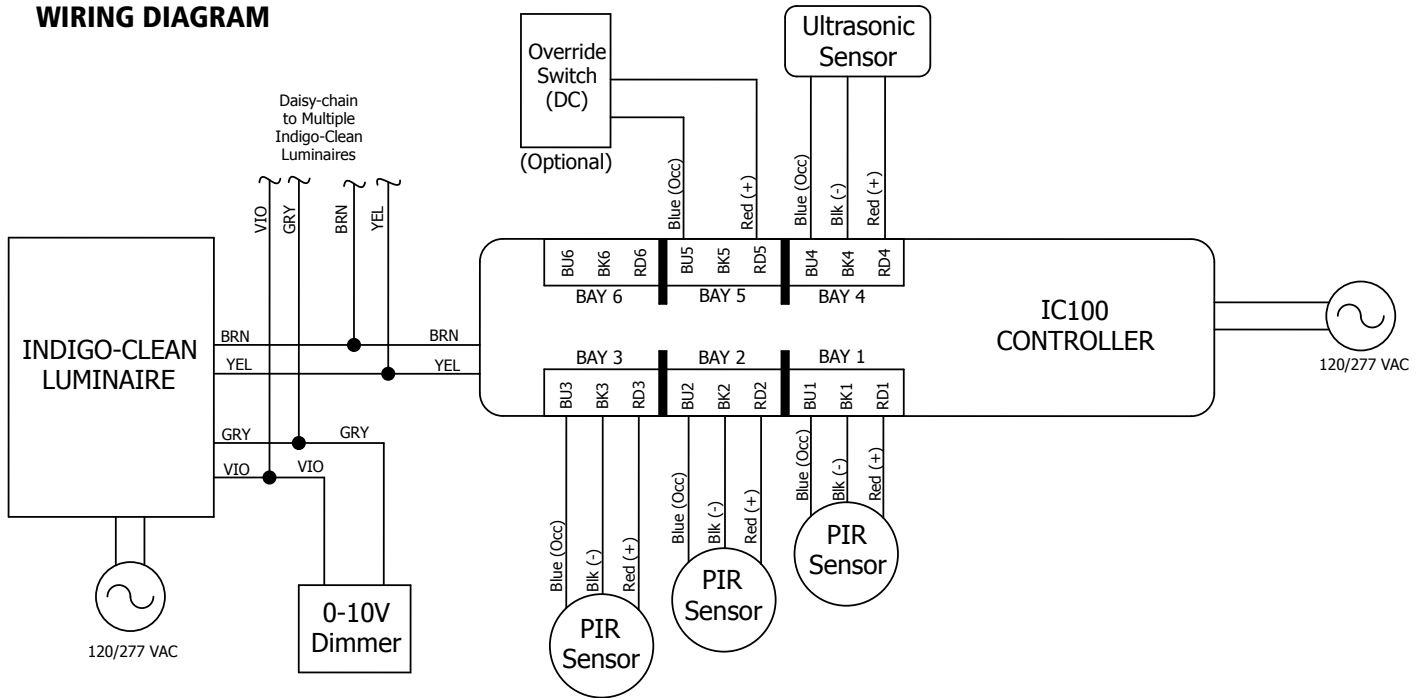 WIRING DIAGRAM
Daisy-chain
to Multiple
Indigo-Clean
Luminaires
VIO
GRY
BRN
YEL
Override
Switch
(DC)
(Optional)
Blue (Occ)
Red (+)
Ultrasonic
Sensor
Blue (Occ)
Blk (-)
Red (+)
INDIGO-CLEAN
LUMINAIRE
BRN
YEL
GRY
VIO
BRN
YEL
GRY
VIO
120/277 VAC
0-10V
Dimmer
BU6
BK6
RD6
BU5
BK5
RD5
BU4
BK4
RD4
BAY 6
BAY 5
BAY 4
IC100
CONTROLLER
120/277 VAC
BAY 3
BAY 2
BAY 1
BU3
BK3
RD3
BU2
BK2
RD2
BU1
BK1
RD1
Blue (Occ)
Blk (-)
Red (+)
PIR
Sensor
Blue (Occ)
Blk (-)
Red (+)
PIR
Sensor
Blue (Occ)
Blk (-)
Red (+)
PIR
Sensor